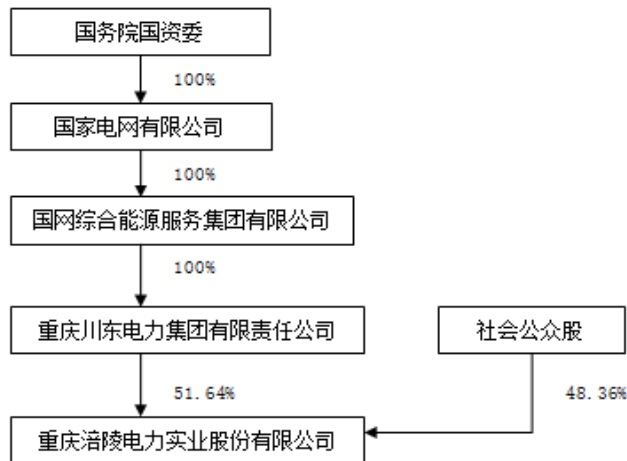 国务院国资委
100%
国家电网有限公司
100%
国网综合能源服务集团有限公司
100%
重庆川东电力集团有限责任公司
社会公众股
51.64%
48.36%
重庆涪陵电力实业股份有限公司